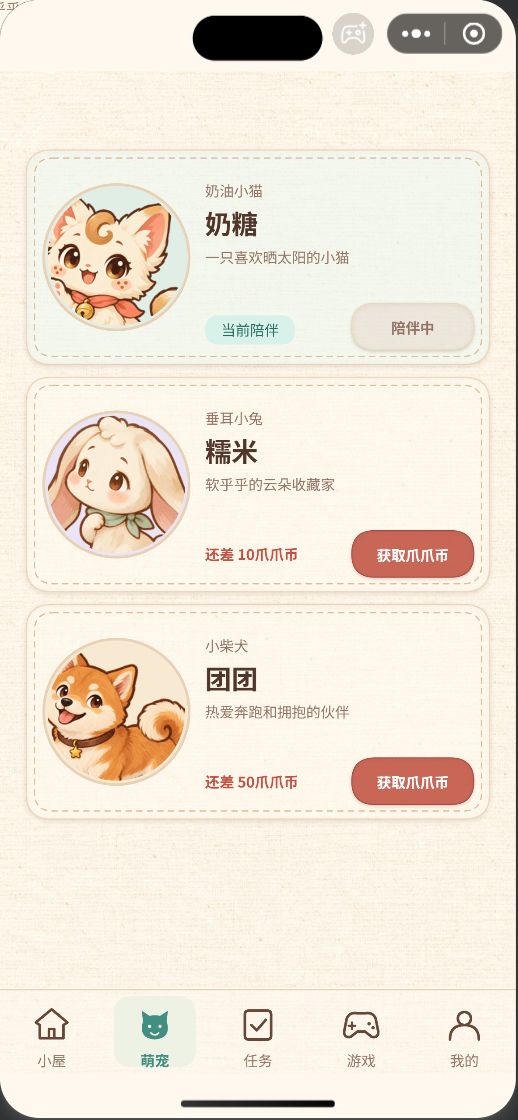 奶油小猫
奶糖
一只喜欢晒太阳的小猫
当前陪伴
陪伴中
垂耳小兔
糯米
软乎乎的云朵收藏家
还差 10爪爪币
获取爪爪币
小柴犬
团团
热爱奔跑和拥抱的伙伴
还差 50爪爪币
获取爪爪币
小屋
萌宠
任务
游戏
我的